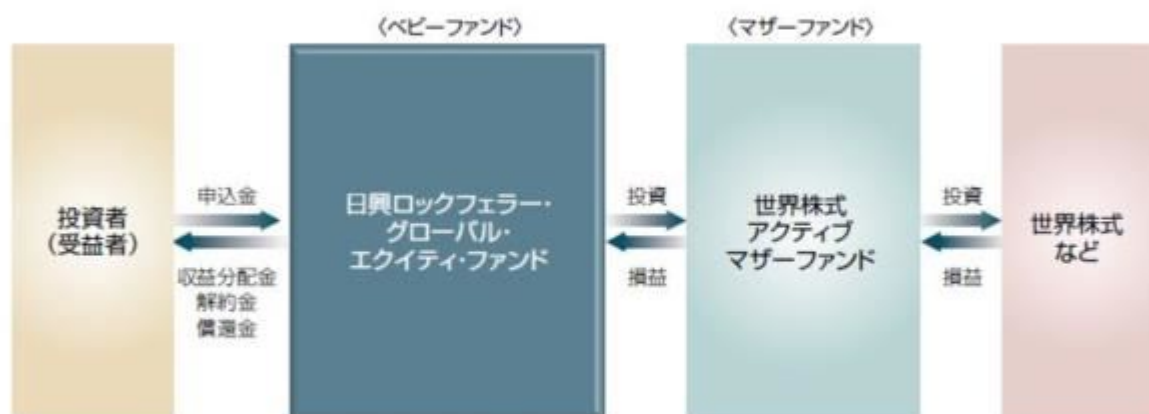 〈ベビーファンド〉
〈マザーファンド〉
投資者
（受益者）
申込金
収益分配金
解約金
償還金
日興ロックフェラー・
グローバル・
エクイティ・ファンド
投資
損益
世界株式
アクティブ
マザーファンド
投資
損益
世界株式
など